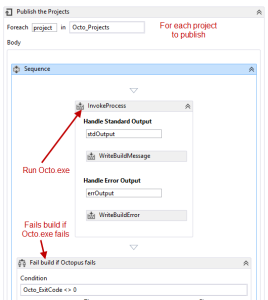 Publish the Projects
Foreach project in Octo_Projects
For each project
to publish
Body
Sequence
InvokeProcess
Handle Standard Output
stdOutput
WriteBuildMessage
Run Octo.exe
Handle Error Output
errOutput
WriteBuildError
Fails build if
Octo.exe fails
Fail build if Octopus fails
Condition
Octo_ExitCode <> 0